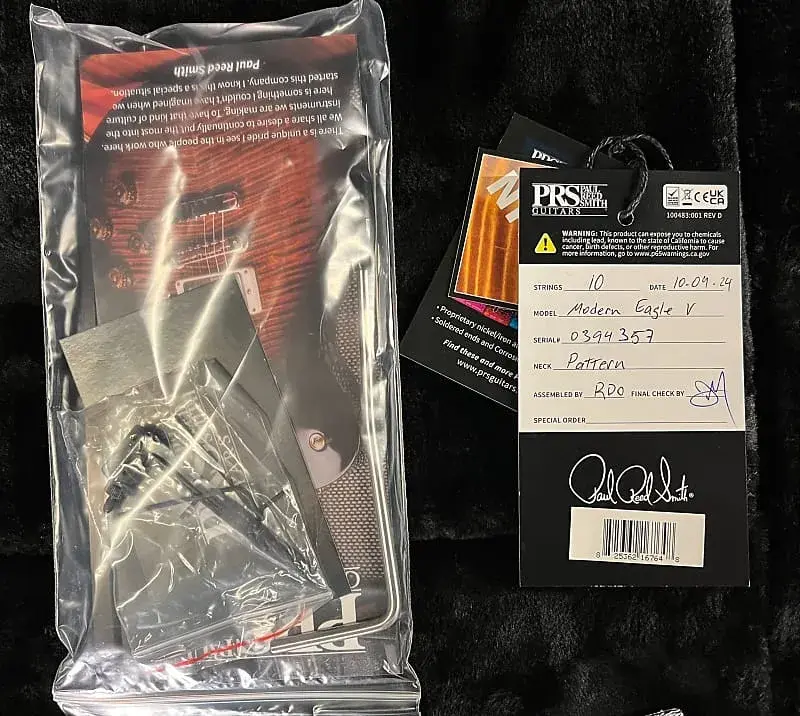 There is a unique pride I see in the people who work here.
We all share a desire to continually put the most into the
instruments we are making. To have that kind of culture
here is something I couldn't have imagined when we
started this company. I know this is a special situation.
Paul Reed Smith
• Proprietary nickel/iron
• Soldered ends and
Find these and more
www.prsguitars.
PRS PAUL REED SMITH
GUITARS
CE UKCA
100483:001 REV D
WARNING: This product can expose you to chemicals
including lead, known to the state of California to cause
cancer, birth defects, or other reproductive harm. For
more information, go to www.p65warnings.ca.gov
STRINGS 10 DATE 10-09-24
MODEL Modern Eagle V
SERIAL# 0394357
NECK Pattern
ASSEMBLED BY RDO FINAL CHECK BY
SPECIAL ORDER
Paul Reed Smith®
8 25362 16764 8